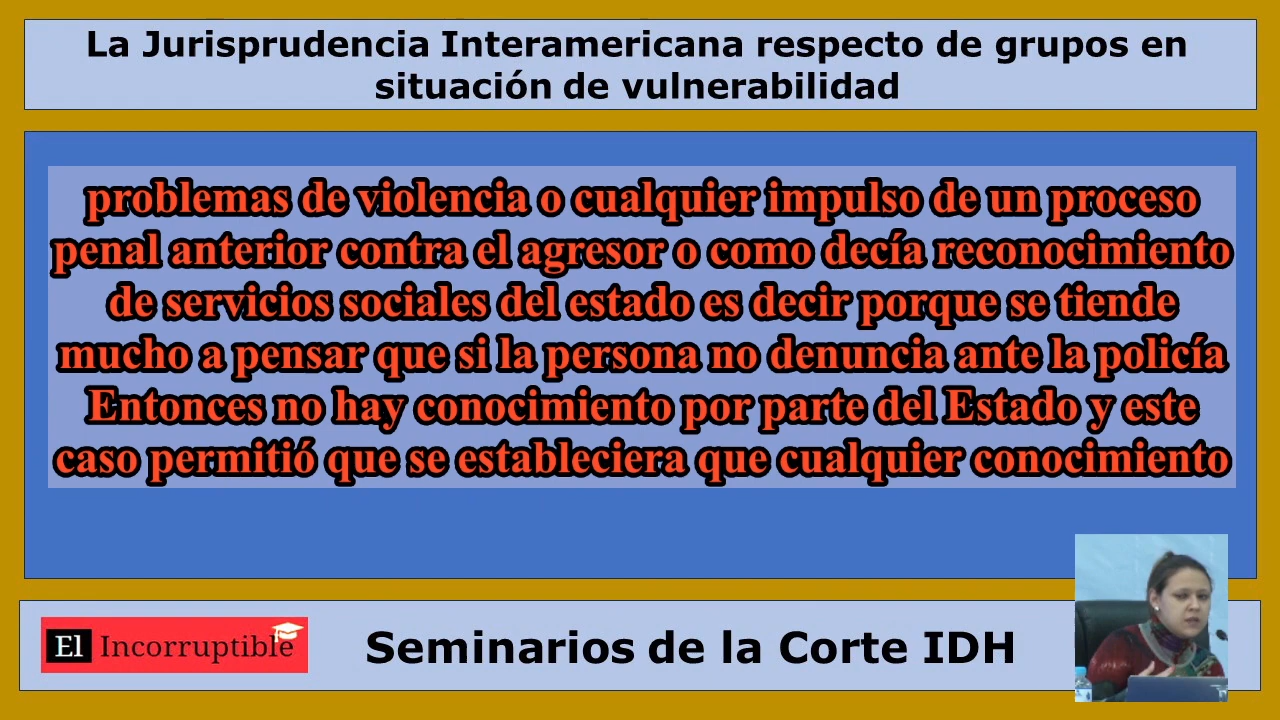 La Jurisprudencia Interamericana respecto de grupos en
situación de vulnerabilidad
problemas de violencia o cualquier impulso de un proceso
penal anterior contra el agresor o como decía reconocimiento
de servicios sociales del estado es decir porque se tiende
mucho a pensar que si la persona no denuncia ante la policía
Entonces no hay conocimiento por parte del Estado y este
caso permitió que se estableciera que cualquier conocimiento
El Incorruptible
Seminarios de la Corte IDH